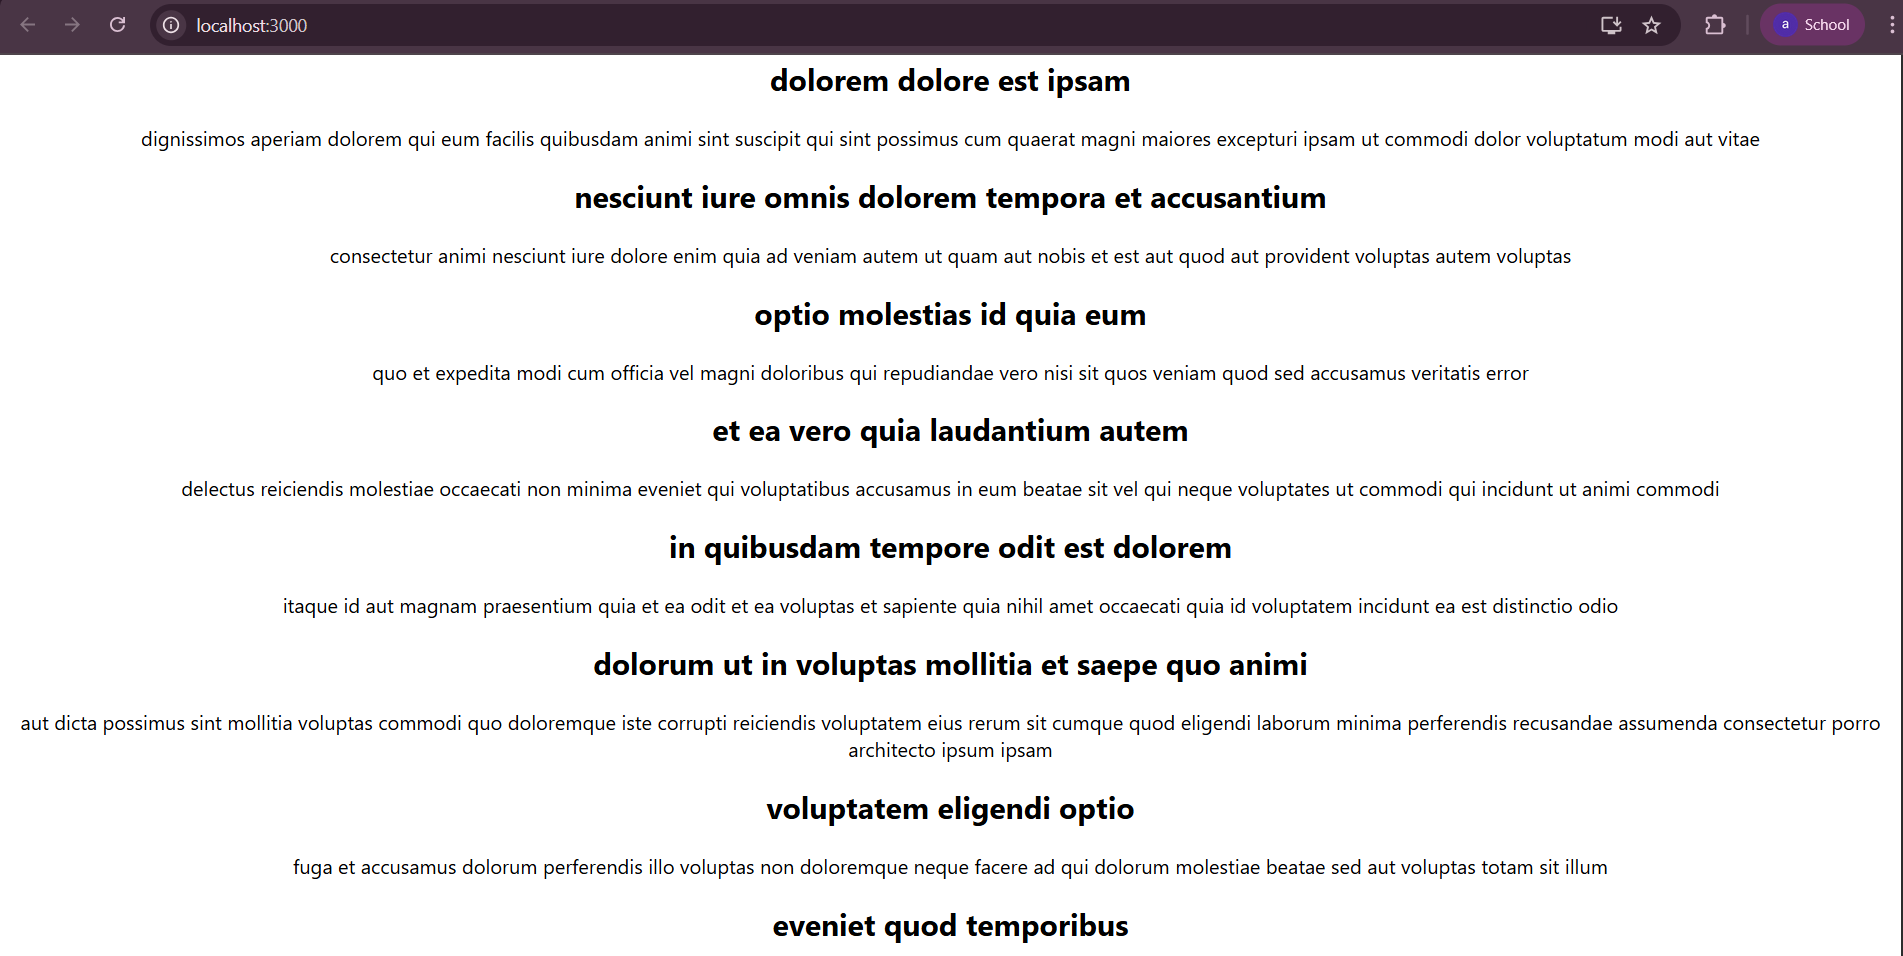 localhost:3000
a School
dolorem dolore est ipsam
dignissimos aperiam dolorem qui eum facilis quibusdam animi sint suscipit qui sint possimus cum quaerat magni maiores excepturi ipsam ut commodi dolor voluptatum modi aut vitae
nesciunt iure omnis dolorem tempora et accusantium
consectetur animi nesciunt iure dolore enim quia ad veniam autem ut quam aut nobis et est aut quod aut provident voluptas autem voluptas
optio molestias id quia eum
quo et expedita modi cum officia vel magni doloribus qui repudiandae vero nisi sit quos veniam quod sed accusamus veritatis error
et ea vero quia laudantium autem
delectus reiciendis molestiae occaecati non minima eveniet qui voluptatibus accusamus in eum beatae sit vel qui neque voluptates ut commodi qui incidunt ut animi commodi
in quibusdam tempore odit est dolorem
itaque id aut magnam praesentium quia et ea odit et ea voluptas et sapiente quia nihil amet occaecati quia id voluptatem incidunt ea est distinctio odio
dolorum ut in voluptas mollitia et saepe quo animi
aut dicta possimus sint mollitia voluptas commodi quo doloremque iste corrupti reiciendis voluptatem eius rerum sit cumque quod eligendi laborum minima perferendis recusandae assumenda consectetur porro
architecto ipsum ipsam
voluptatem eligendi optio
fuga et accusamus dolorum perferendis illo voluptas non doloremque neque facere ad qui dolorum molestiae beatae sed aut voluptas totam sit illum
eveniet quod temporibus